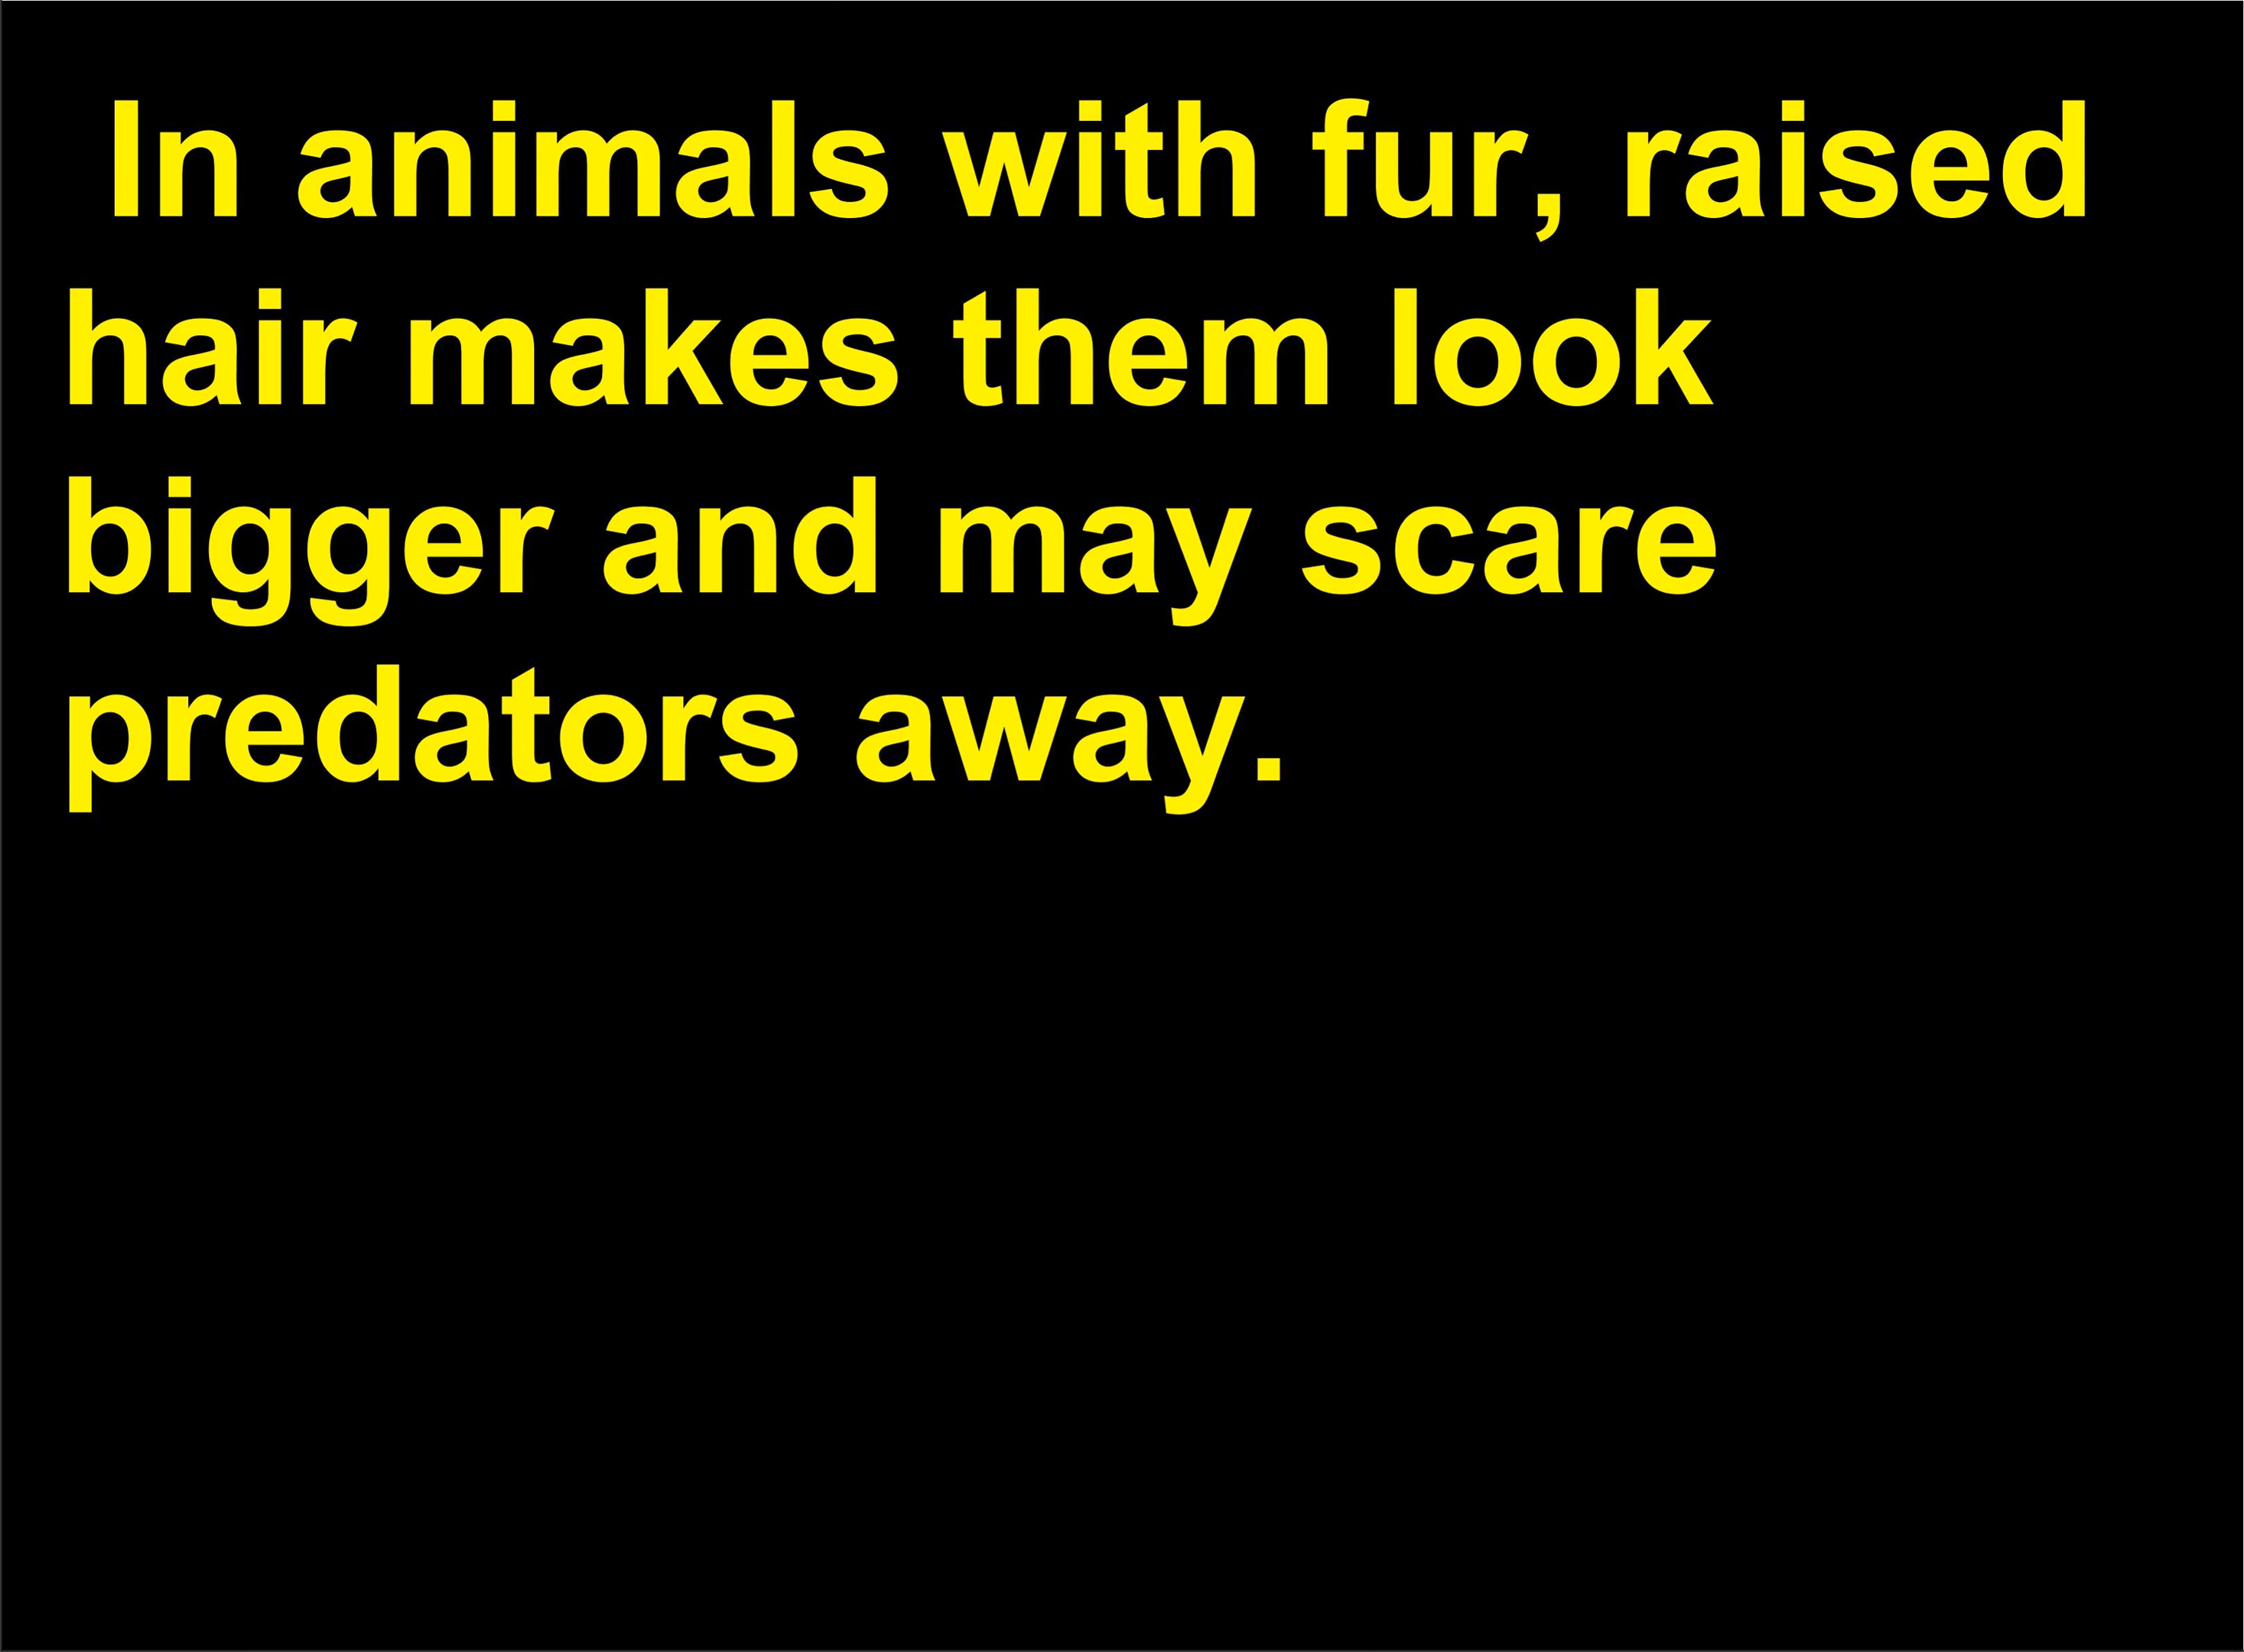 In animals with fur, raised
hair makes them look
bigger and may scare
predators away.